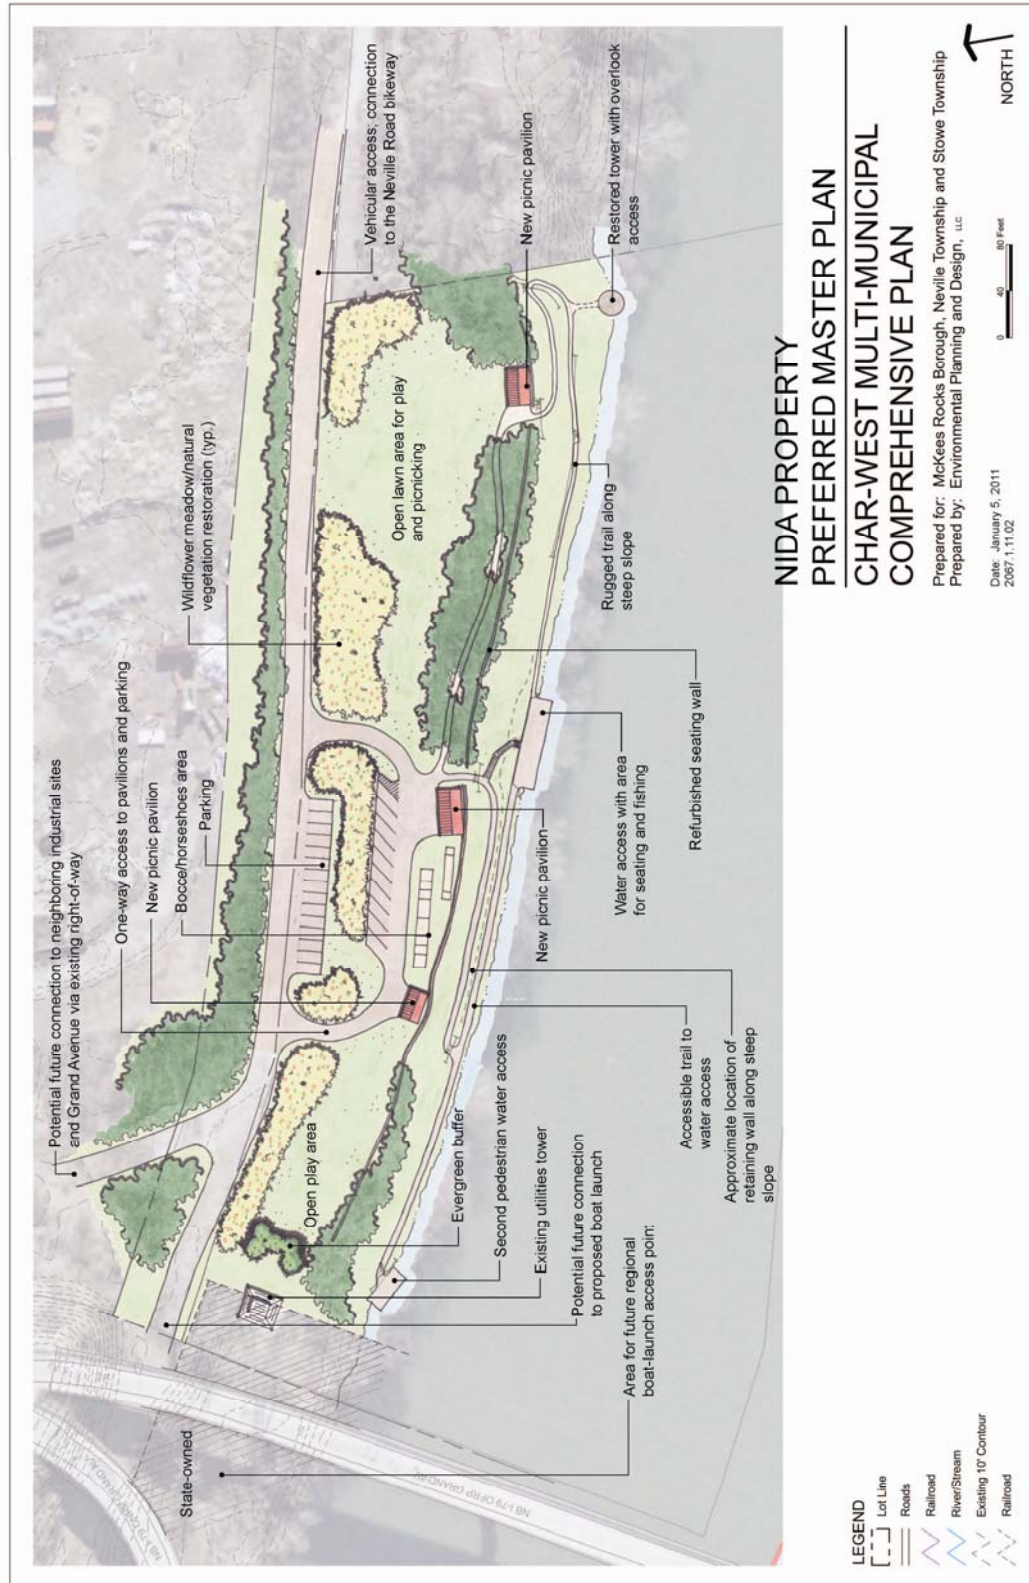 Potential future connection to neighboring industrial sites
and Grand Avenue via existing right-of-way
One-way access to pavilions and parking
New picnic pavilion
Bocce/horseshoes area
Parking
Wildflower meadow/natural
vegetation restoration (typ.)
Vehicular access; connection
to the Neville Road bikeway
State-owned
Open play area
Evergreen buffer
Second pedestrian water access
Existing utilities tower
Potential future connection
to proposed boat launch
Area for future regional
boat-launch access point
Open lawn area for play
and picnicking
New picnic pavilion
Restored tower with overlook
access
Rugged trail along
steep slope
Refurbished seating wall
Water access with area
for seating and fishing
New picnic pavilion
Accessible trail to
water access
Approximate location of
retaining wall along sleep
slope
NB I-79 OFRP GRAND AV
NIDA PROPERTY
PREFERRED MASTER PLAN
CHAR-WEST MULTI-MUNICIPAL
COMPREHENSIVE PLAN
Prepared for: McKees Rocks Borough, Neville Township and Stowe Township
Prepared by: Environmental Planning and Design, LLC
Date: January 5, 2011
2067.1.11.02
0 40 80 Feet
NORTH
LEGEND
Lot Line
Roads
Railroad
River/Stream
Existing 10' Contour
Railroad